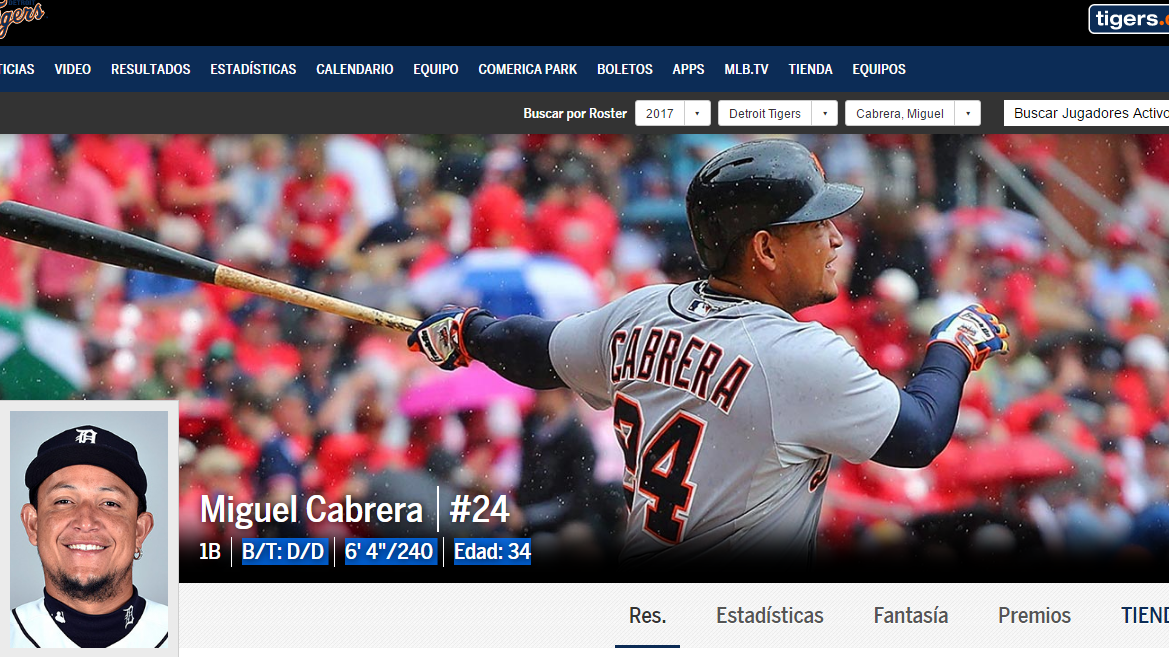 tigers.
TICIAS VIDEO RESULTADOS ESTADÍSTICAS CALENDARIO EQUIPO COMERICA PARK BOLETOS APPS MLB.TV TIENDA EQUIPOS
Buscar por Roster 2017 Detroit Tigers Cabrera, Miguel Buscar Jugadores Activo
CABRERA
24
Miguel Cabrera #24
1B B/T: D/D 6' 4"/240 Edad: 34
Res. Estadísticas Fantasía Premios TIEND